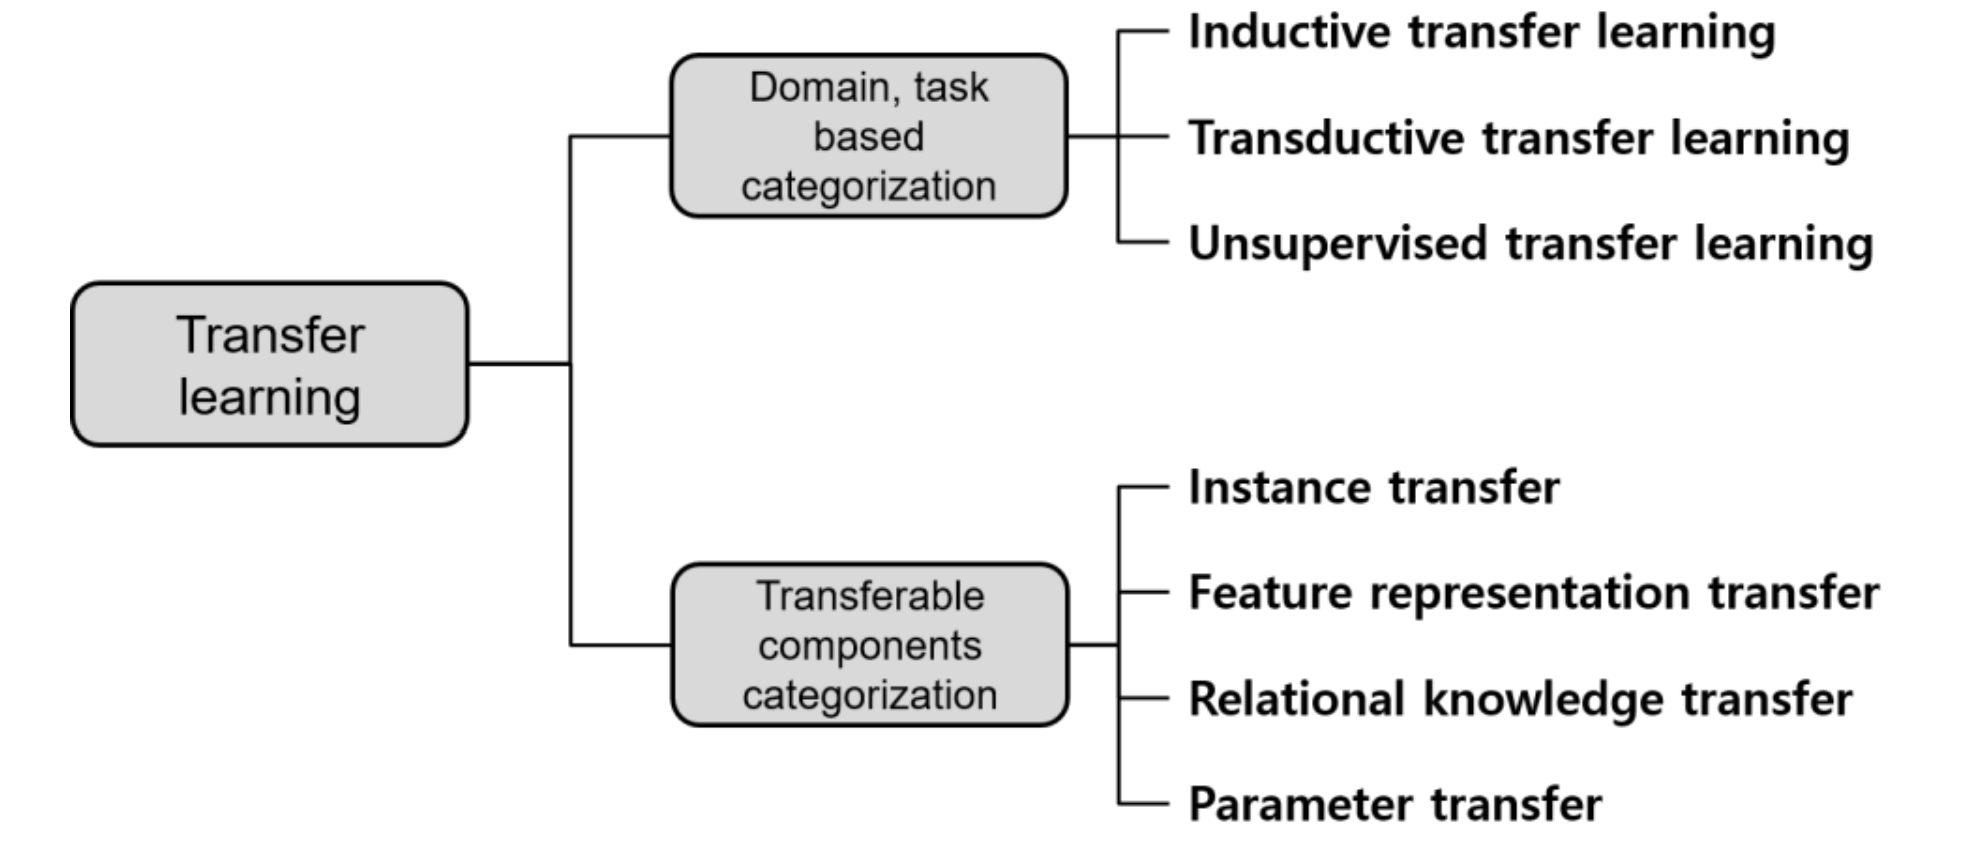 Transfer
learning
Domain, task
based
categorization
Inductive transfer learning
Transductive transfer learning
Unsupervised transfer learning
Transferable
components
categorization
Instance transfer
Feature representation transfer
Relational knowledge transfer
Parameter transfer